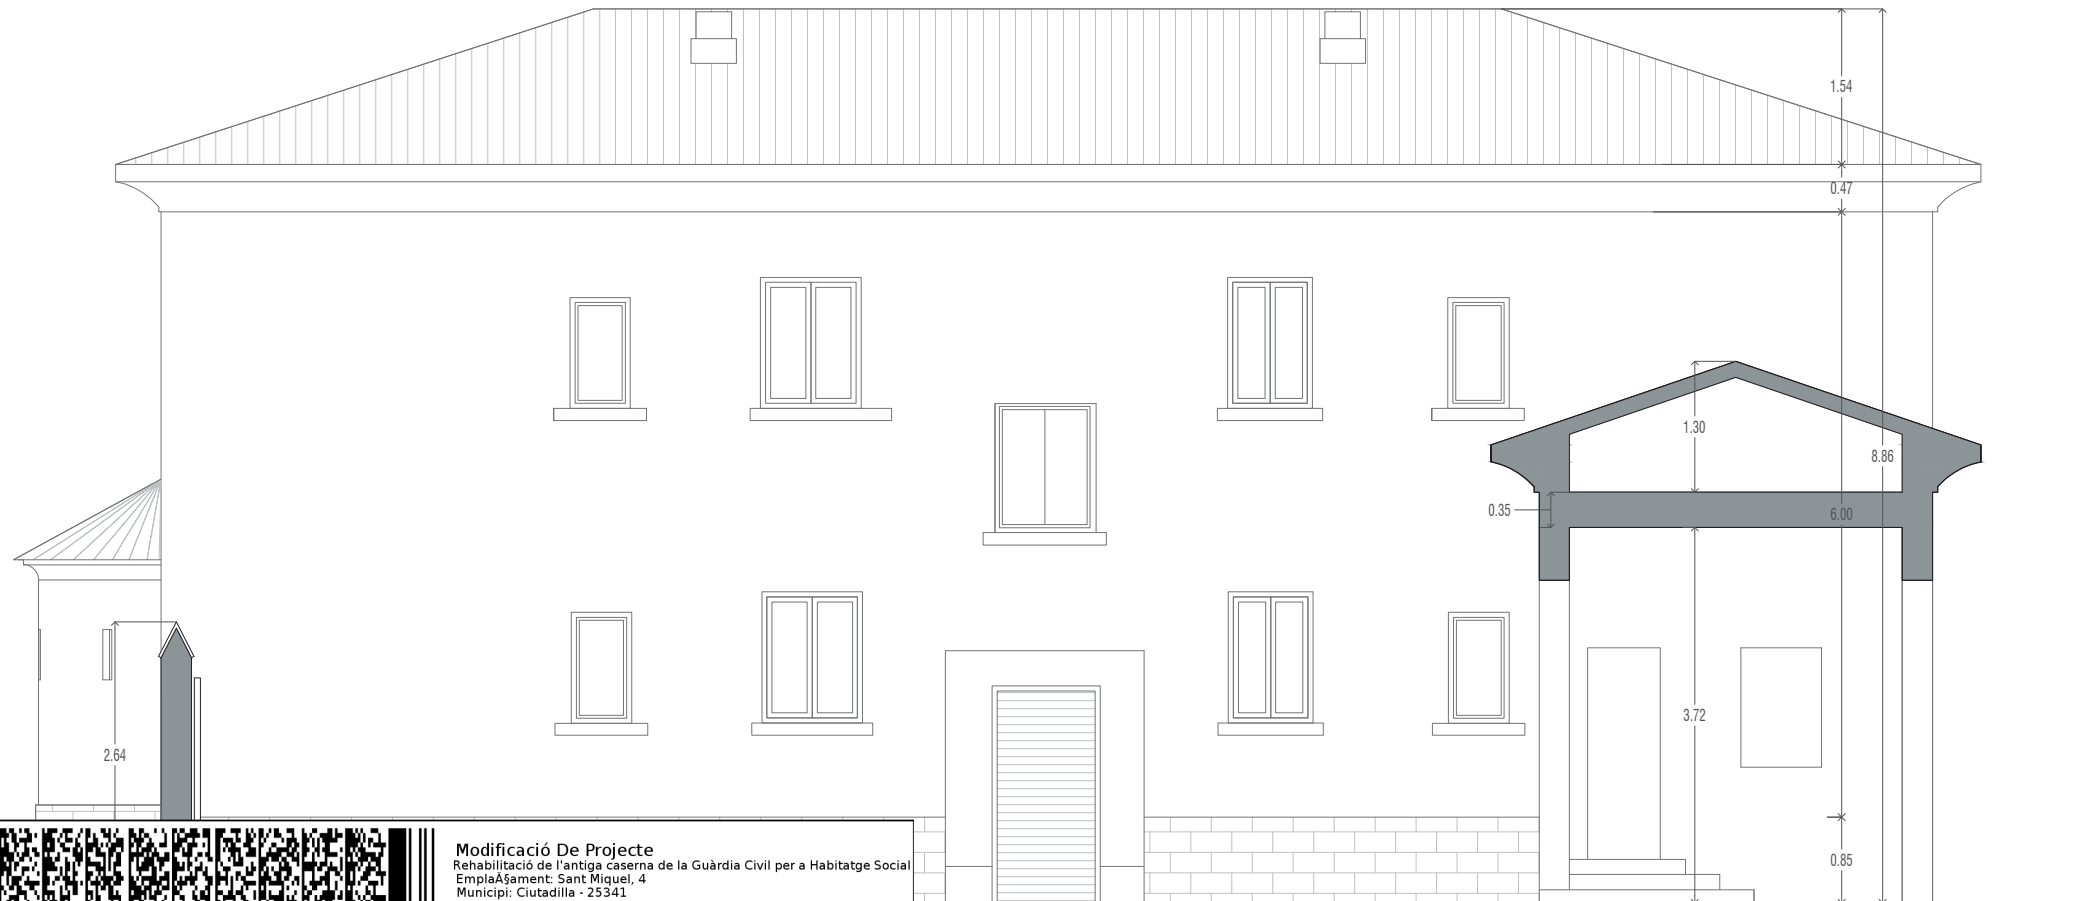 1.54
0.47
1.30
8.86
0.35
6.00
3.72
2.64
0.85
Modificació De Projecte
Rehabilitació de l'antiga caserna de la Guàrdia Civil per a Habitatge Social
EmplaÃ§ament: Sant Miquel, 4
Municipi: Ciutadilla - 25341